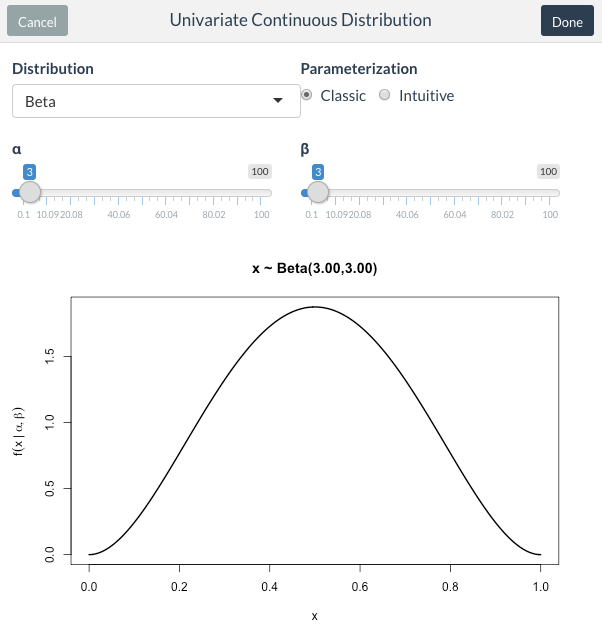 Cancel Univariate Continuous Distribution Done
Distribution Parameterization
Beta Classic Intuitive
α β
3 100 3 100
0.1 10.09 20.08 40.06 60.04 80.02 100 0.1 10.09 20.08 40.06 60.04 80.02 100
x ~ Beta(3.00,3.00)
f(x | α, β)
1.5
1.0
0.5
0.0
0.0 0.2 0.4 0.6 0.8 1.0
x